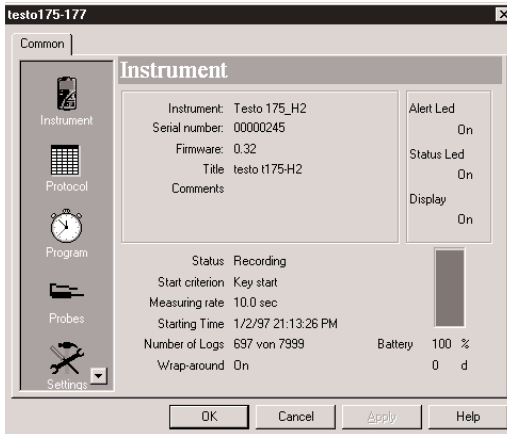 testo175-177
Common
Instrument
Instrument
Protocol
Program
Probes
Settings
Instrument: Testo 175_H2
Serial number: 00000245
Firmware: 0.32
Title testo t175-H2
Comments
Alert Led
On
Status Led
On
Display
On
Status Recording
Start criterion Key start
Measuring rate 10.0 sec
Starting Time 1/2/97 21:13:26 PM
Number of Logs 697 von 7999
Wrap-around On
Battery 100 %
0 d
OK Cancel Apply Help